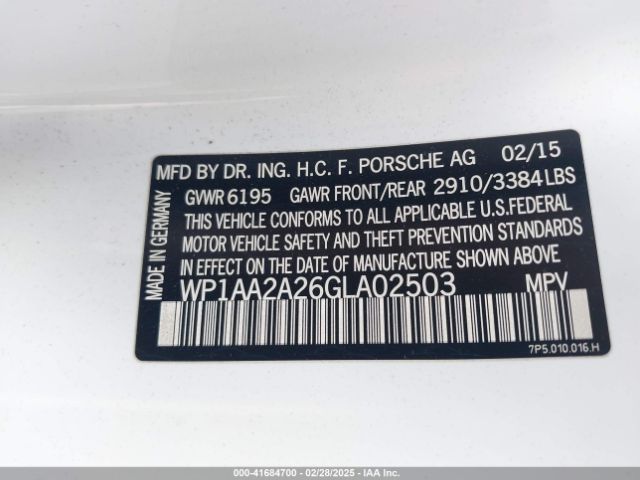 MFD BY DR. ING. H.C. F. PORSCHE AG 02/15
GVWR 6195 GAWR FRONT/REAR 2910/3384 LBS
THIS VEHICLE CONFORMS TO ALL APPLICABLE U.S.FEDERAL
MOTOR VEHICLE SAFETY AND THEFT PREVENTION STANDARDS
IN EFFECT ON THE DATE OF MANUFACTURE SHOWN ABOVE
WP1AA2A26GLA02503 MPV
7P5.010.016.H
MADE IN GERMANY
000-41684700 | 02/28/2025 - IAA, LLC